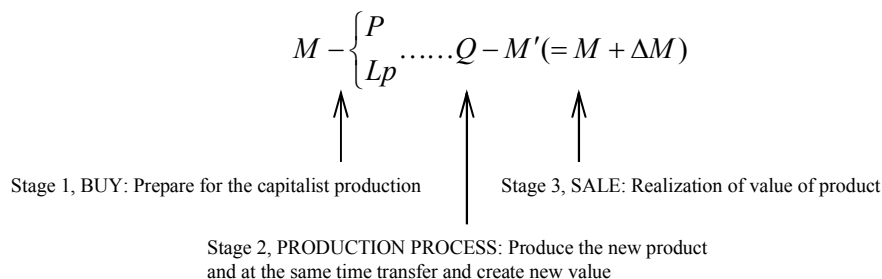 M − { P Lp ...... Q − M′(= M + ΔM)
Stage 1, BUY: Prepare for the capitalist production
Stage 3, SALE: Realization of value of product
Stage 2, PRODUCTION PROCESS: Produce the new product
and at the same time transfer and create new value